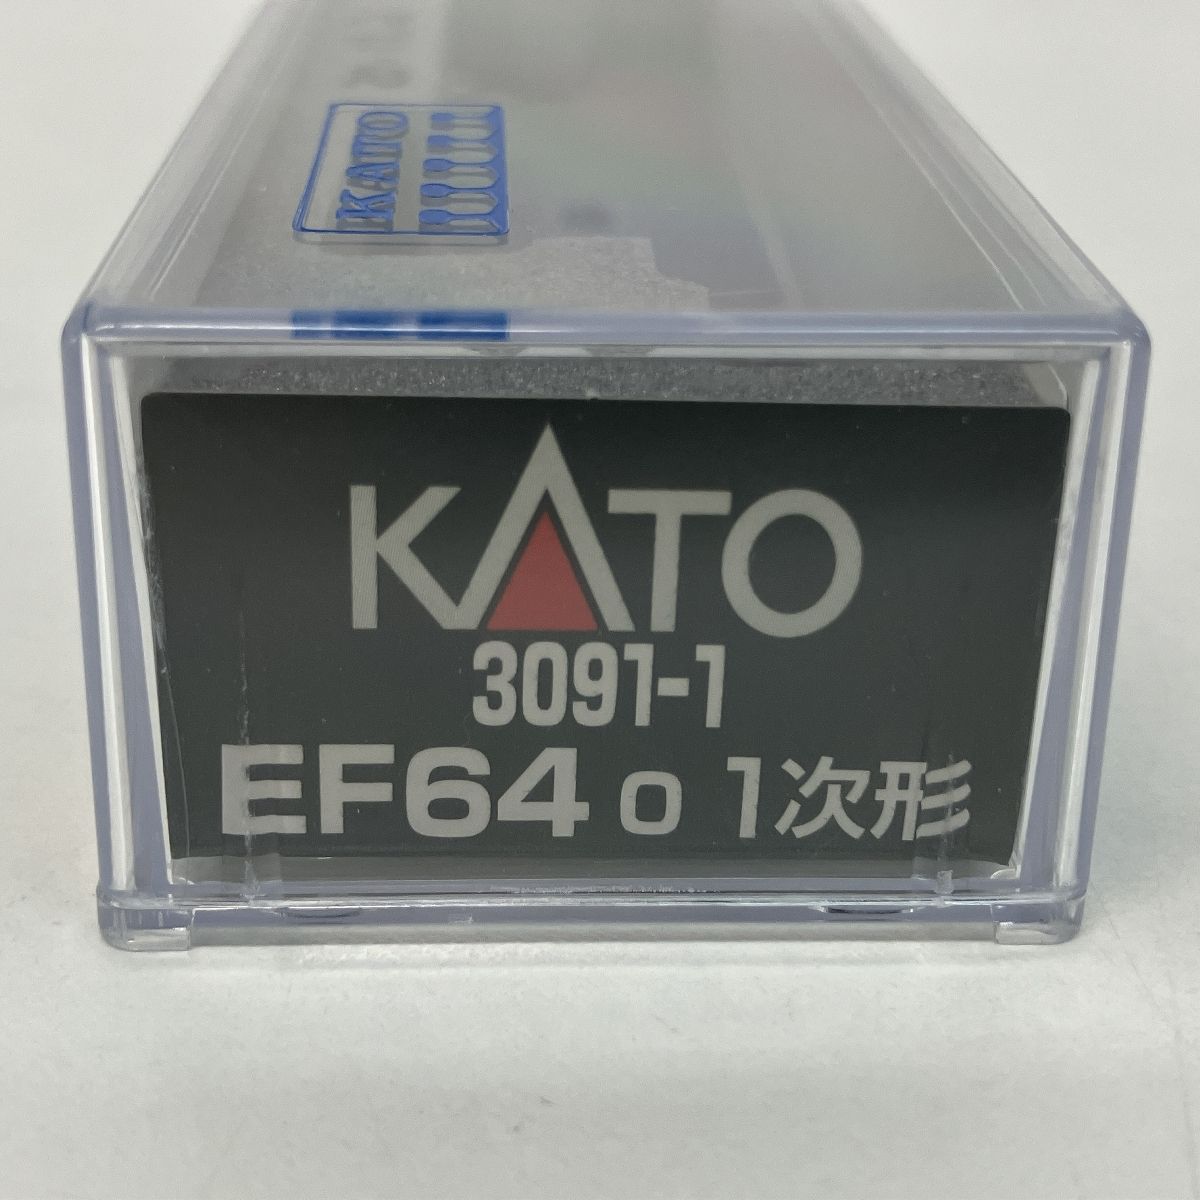 KATO
KATO
3091-1
EF64 0 1次形